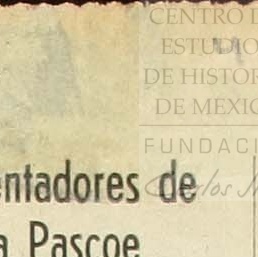 CENTRO D
ESTUDIO
DE HISTOR
DE MEXIC
FUNDACI
entadores de
a Pascoe